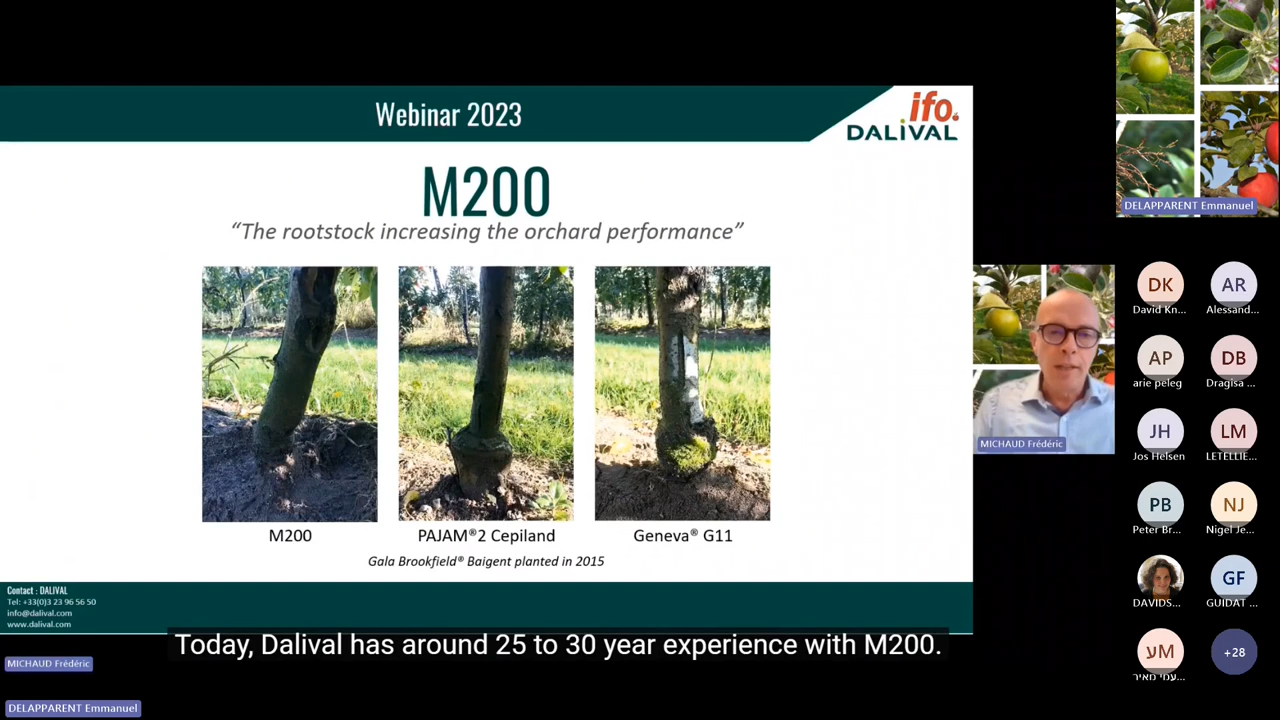 Webinar 2023
ifo.
DALIVAL
M200
“The rootstock increasing the orchard performance”
M200
PAJAM®2 Cepiland
Geneva® G11
Gala Brookfield® Baigent planted in 2015
Contact : DALIVAL
Tel: +33(0)3 23 96 56 50
info@dalival.com
www.dalival.com
Today, Dalival has around 25 to 30 year experience with M200.
MICHAUD Frédéric
DELAPPARENT Emmanuel
DELAPPARENT Emmanuel
MICHAUD Frédéric
DK
David Kn...
AR
Alessand...
AP
arie peleg
DB
Dragisa ...
JH
Jos Helsen
LM
LETELLIE...
PB
Peter Br...
NJ
Nigel Je...
DAVIDS...
GF
GUIDAT ...
עM
עמי מאיר...
+28